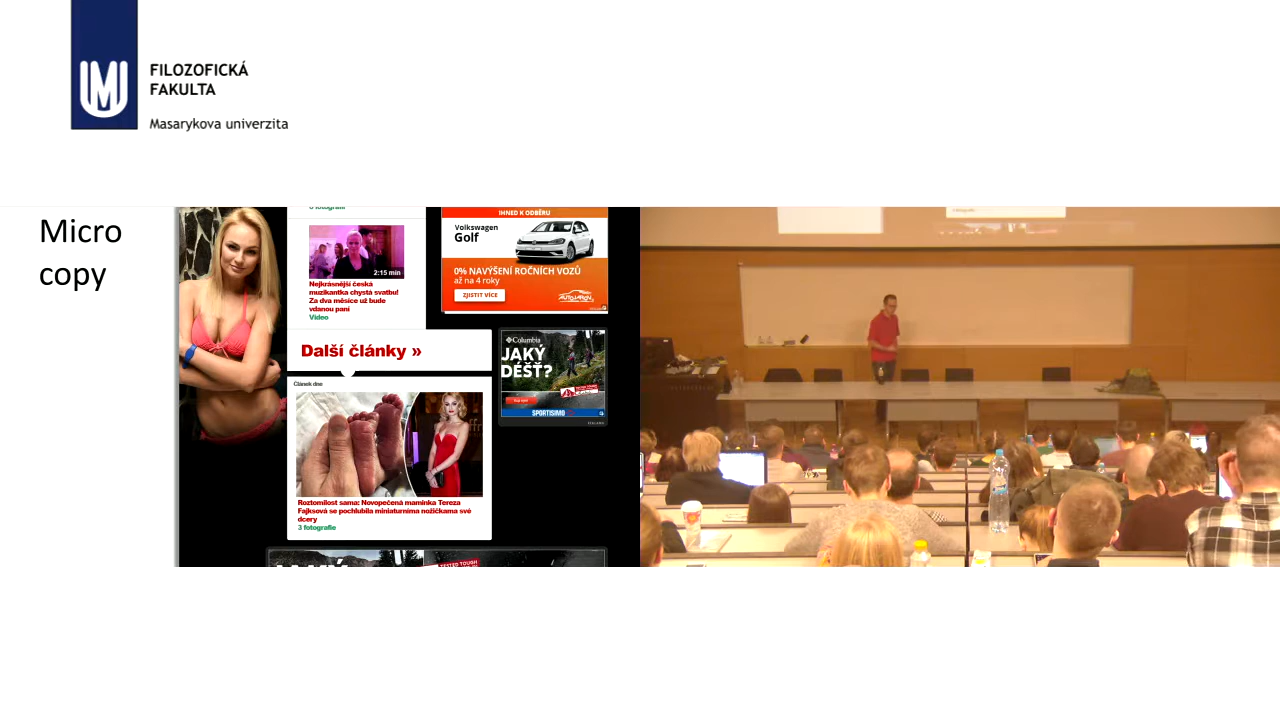 FILOZOFICKÁ
FAKULTA
Masarykova univerzita
Micro
copy
2:15 min
Nejkrásnější česká
muzikantka chystá svatbu!
Za dva měsíce už bude
vdanou paní
Video
IHNED K ODBĚRU
Volkswagen
Golf
0% NAVÝŠENÍ ROČNÍCH VOZŮ
až na 4 roky
ZJISTIT VÍCE
Další články »
Columbia
JAKÝ
DÉŠŤ?
SPORTISIMO
Článek dne
Roztomilost sama: Novopečená maminka Tereza
Fajksová se pochlubila miniaturníma nožičkama své
dcery
3 fotografie
TESTED TOUGH